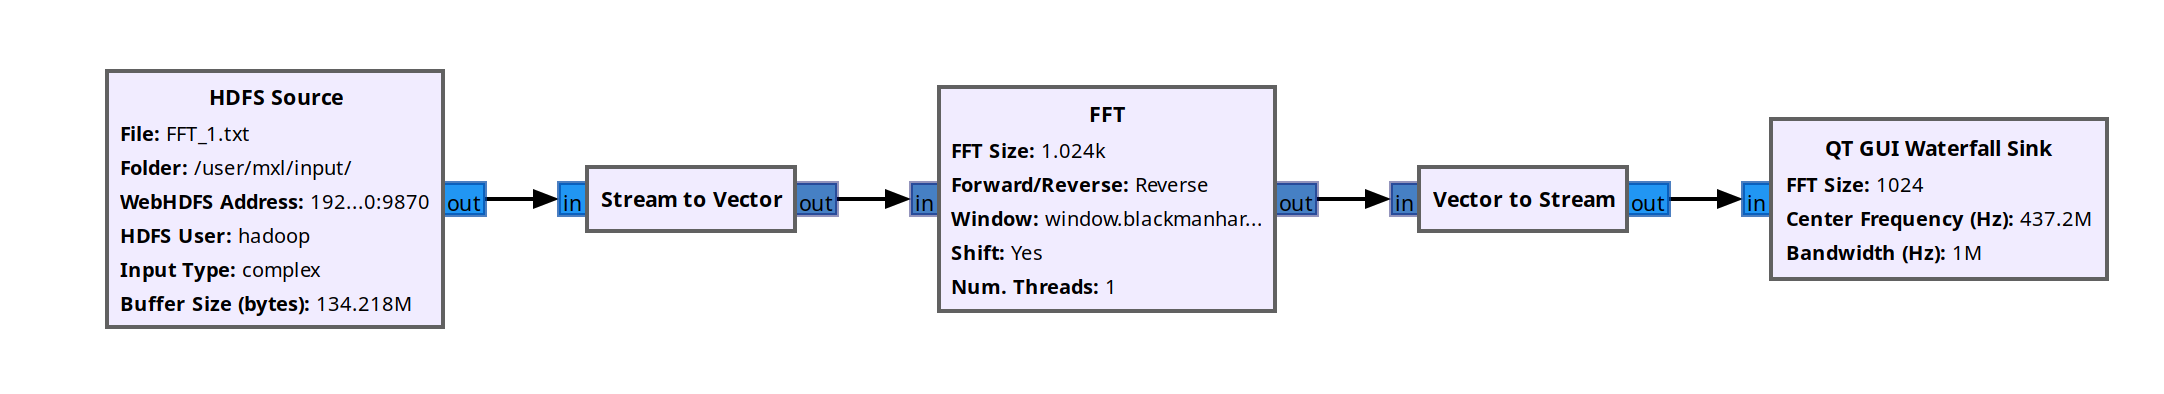 HDFS Source
File: FFT_1.txt
Folder: /user/mxl/input/
WebHDFS Address: 192...0:9870
HDFS User: hadoop
Input Type: complex
Buffer Size (bytes): 134.218M
out
in
Stream to Vector
out
in
FFT
FFT Size: 1.024k
Forward/Reverse: Reverse
Window: window.blackmanhar...
Shift: Yes
Num. Threads: 1
out
in
Vector to Stream
out
in
QT GUI Waterfall Sink
FFT Size: 1024
Center Frequency (Hz): 437.2M
Bandwidth (Hz): 1M